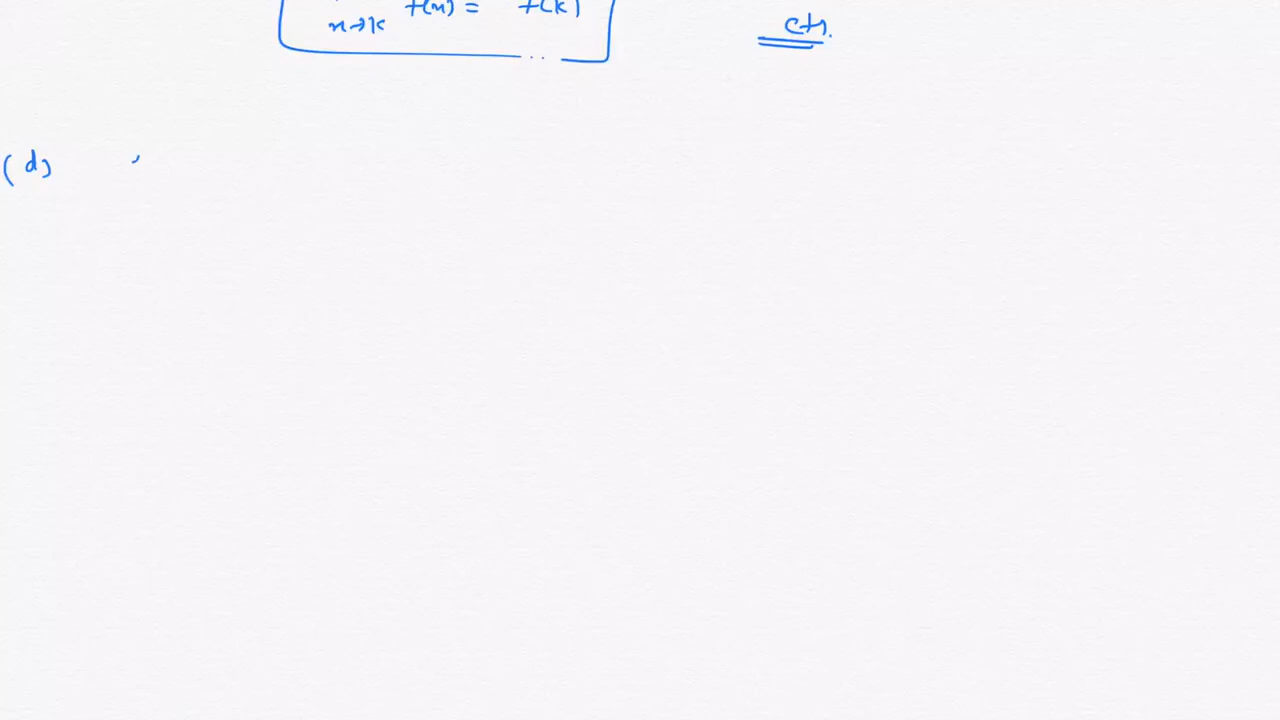 f(x) = f(k)
x→k
cts.
(d)